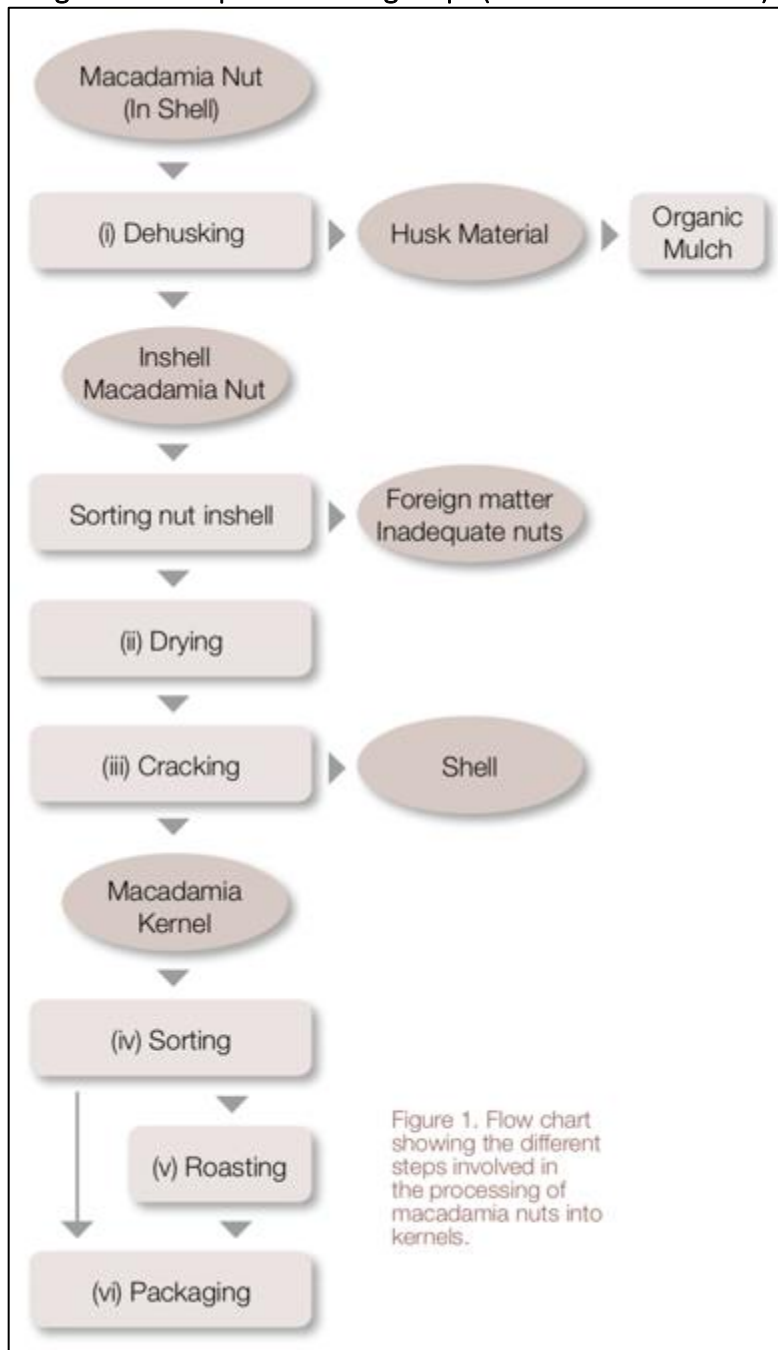 Macadamia Nut
(In Shell)
(i) Dehusking
Husk Material
Organic
Mulch
Inshell
Macadamia Nut
Sorting nut inshell
Foreign matter
Inadequate nuts
(ii) Drying
(iii) Cracking
Shell
Macadamia
Kernel
(iv) Sorting
(v) Roasting
(vi) Packaging
Figure 1. Flow chart
showing the different
steps involved in
the processing of
macadamia nuts into
kernels.